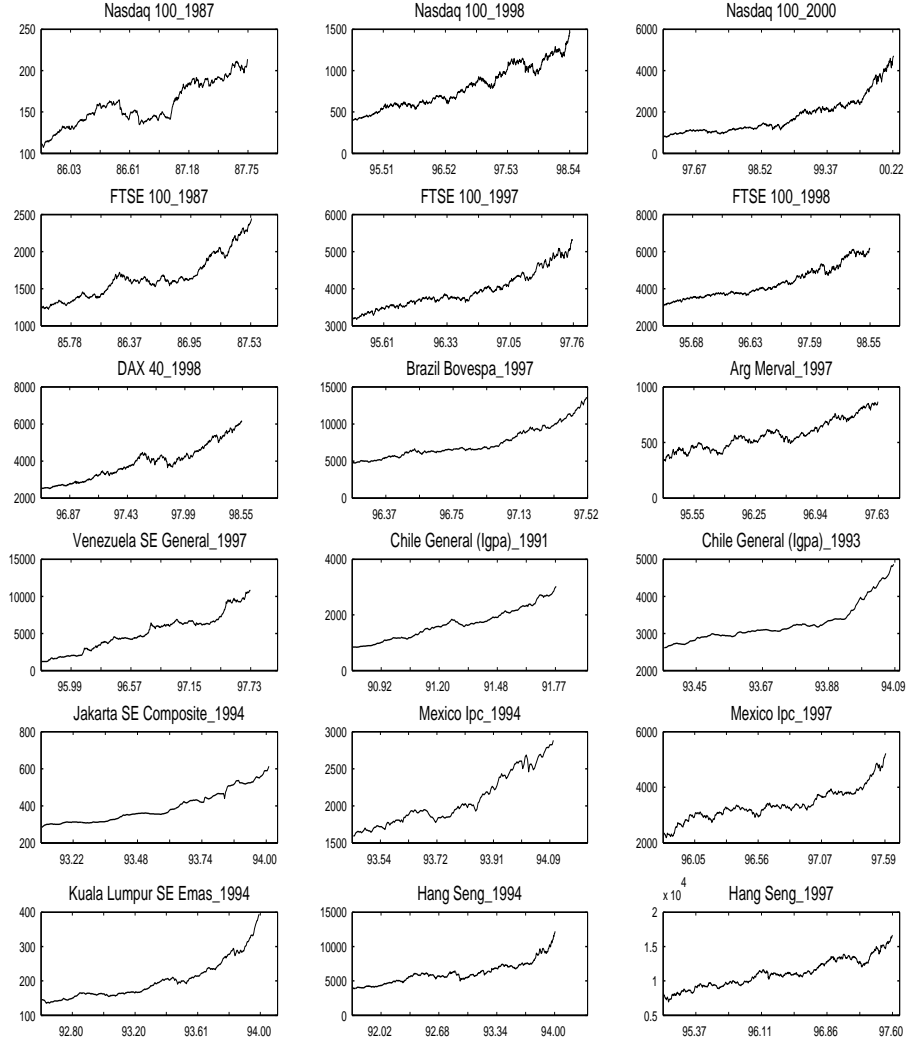 Nasdaq 100_1987
Nasdaq 100_1998
Nasdaq 100_2000
250
200
150
100
86.03 86.61 87.18 87.75
1500
1000
500
0
95.51 96.52 97.53 98.54
6000
4000
2000
0
97.67 98.52 99.37 00.22
FTSE 100_1987
FTSE 100_1997
FTSE 100_1998
2500
2000
1500
1000
85.78 86.37 86.95 87.53
6000
5000
4000
3000
95.61 96.33 97.05 97.76
8000
6000
4000
2000
95.68 96.63 97.59 98.55
DAX 40_1998
Brazil Bovespa_1997
Arg Merval_1997
8000
6000
4000
2000
96.87 97.43 97.99 98.55
15000
10000
5000
0
96.37 96.75 97.13 97.52
1000
500
0
95.55 96.25 96.94 97.63
Venezuela SE General_1997
Chile General (Igpa)_1991
Chile General (Igpa)_1993
15000
10000
5000
0
95.99 96.57 97.15 97.73
4000
2000
0
90.92 91.20 91.48 91.77
5000
4000
3000
2000
93.45 93.67 93.88 94.09
Jakarta SE Composite_1994
Mexico Ipc_1994
Mexico Ipc_1997
800
600
400
200
93.22 93.48 93.74 94.00
3000
2500
2000
1500
93.54 93.72 93.91 94.09
6000
4000
2000
96.05 96.56 97.07 97.59
Kuala Lumpur SE Emas_1994
Hang Seng_1994
Hang Seng_1997
400
300
200
100
92.80 93.20 93.61 94.00
15000
10000
5000
0
92.02 92.68 93.34 94.00
x 10^4
2
1.5
1
0.5
95.37 96.11 96.86 97.60